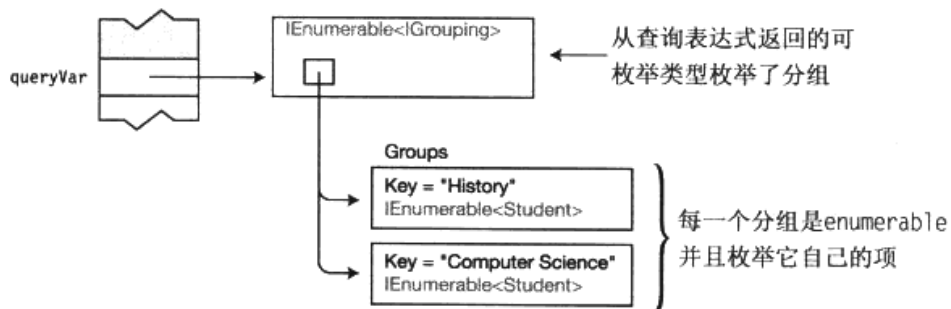 IEnumerable<IGrouping>
从查询表达式返回的可
枚举类型枚举了分组
queryVar
Groups
Key = "History"
IEnumerable<Student>
Key = "Computer Science"
IEnumerable<Student>
每一个分组是enumerable
并且枚举它自己的项